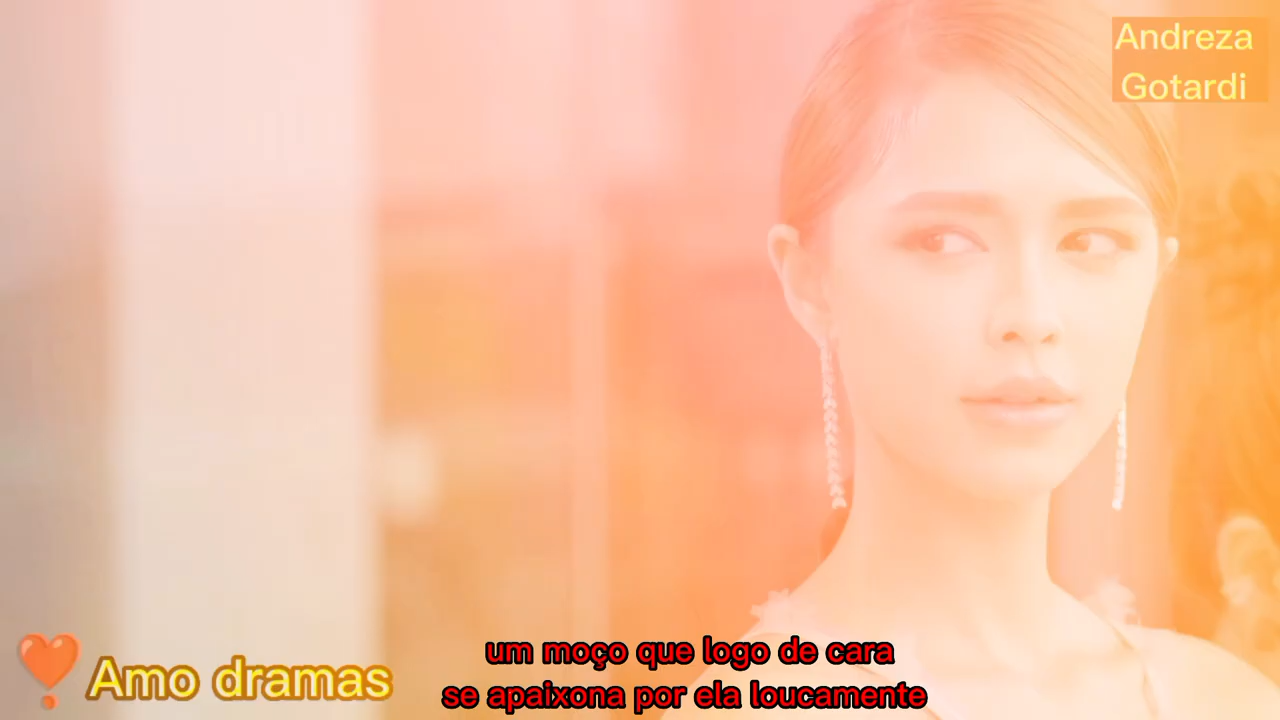 Andreza
Gotardi
Amo dramas
um moço que logo de cara
se apaixona por ela loucamente